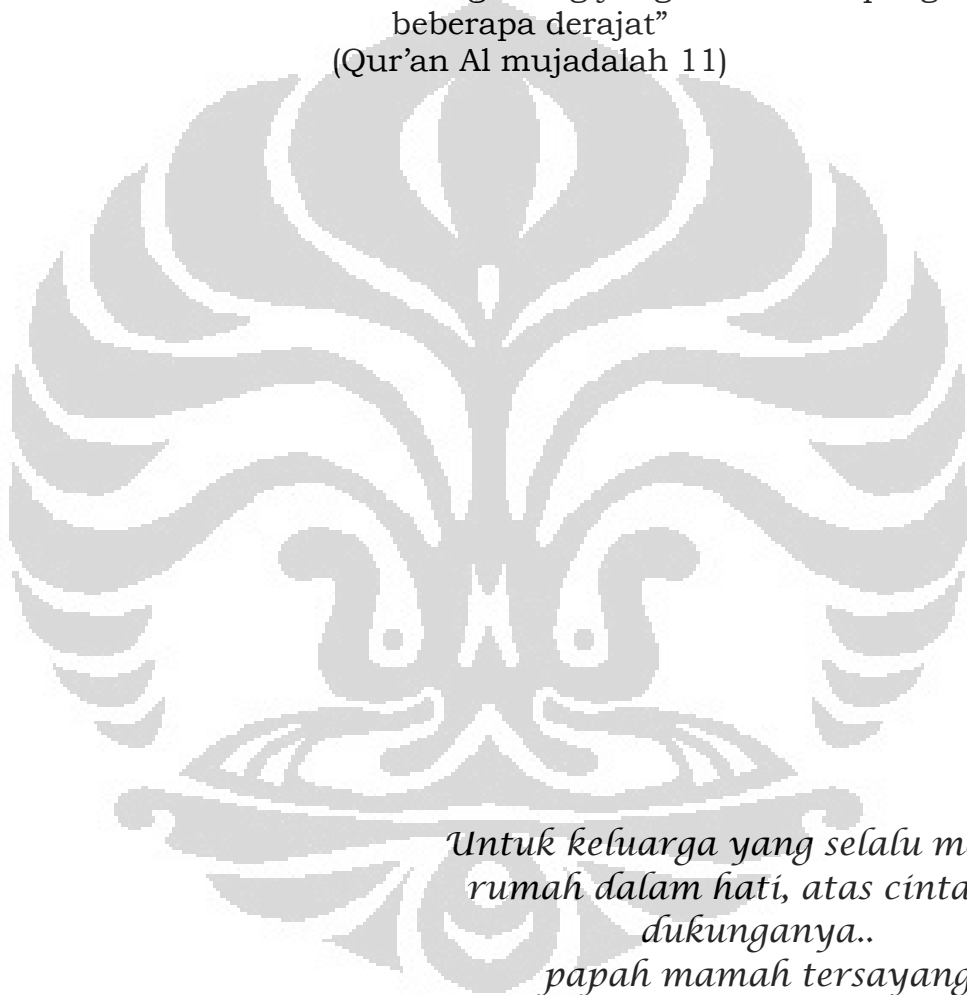 beberapa derajat”
(Qur’an Al mujadalah 11)
Untuk keluarga yang selalu
rumah dalam hati, atas cinta
dukunganya..
papah mamah tersayang